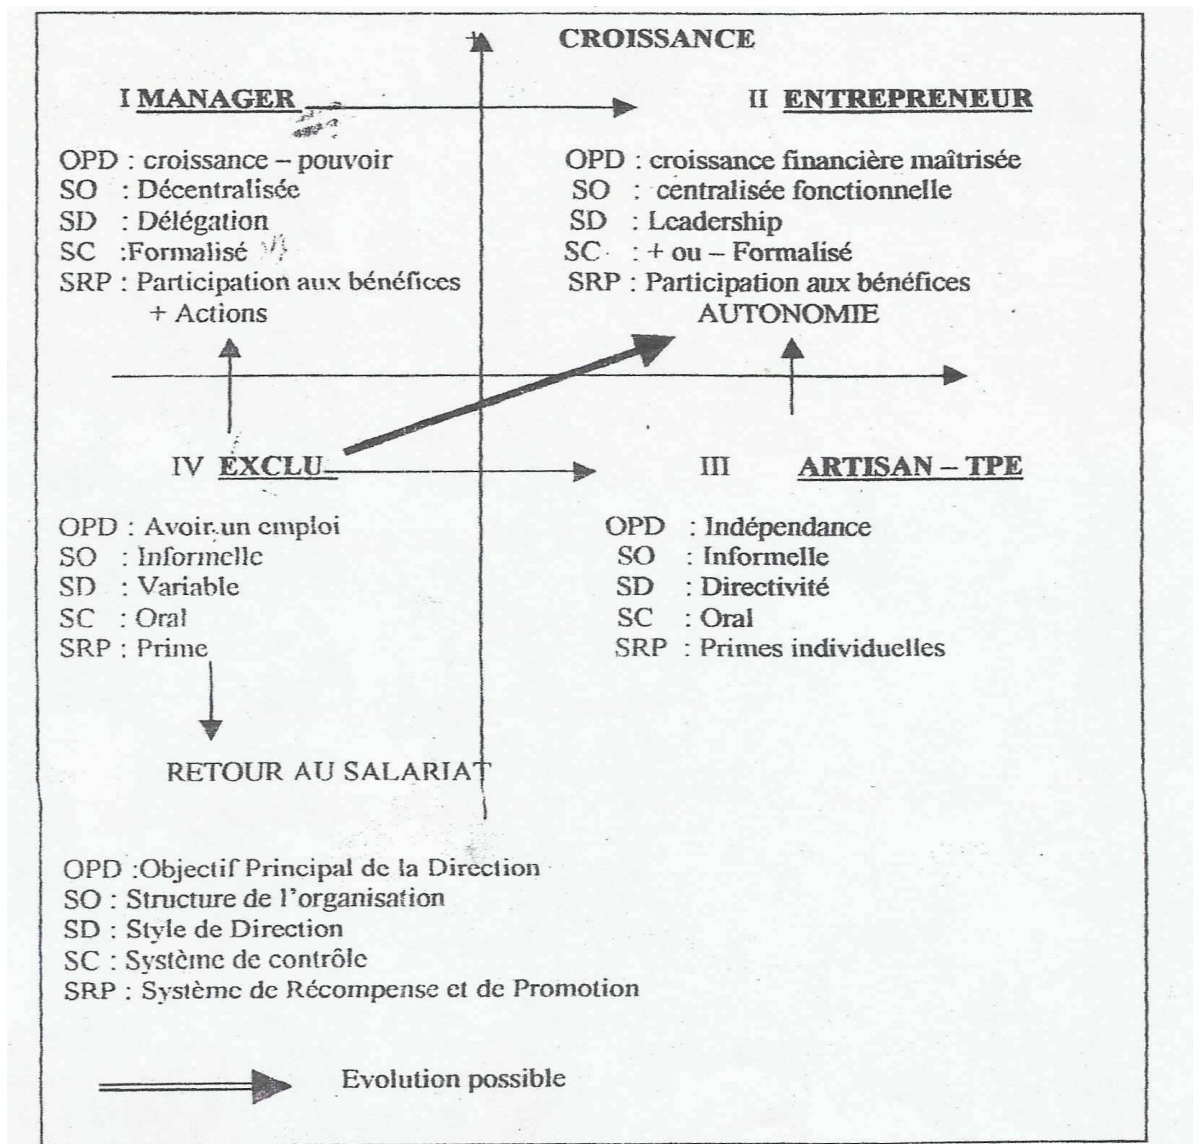 + CROISSANCE
I MANAGER
II ENTREPRENEUR
OPD : croissance – pouvoir
SO : Décentralisée
SD : Délégation
SC :Formalisé
SRP : Participation aux bénéfices
+ Actions
OPD : croissance financière maîtrisée
SO : centralisée fonctionnelle
SD : Leadership
SC : + ou – Formalisé
SRP : Participation aux bénéfices
AUTONOMIE
IV EXCLU
III ARTISAN – TPE
OPD : Avoir un emploi
SO : Informelle
SD : Variable
SC : Oral
SRP : Prime
OPD : Indépendance
SO : Informelle
SD : Directivité
SC : Oral
SRP : Primes individuelles
RETOUR AU SALARIAT
OPD :Objectif Principal de la Direction
SO : Structure de l'organisation
SD : Style de Direction
SC : Système de contrôle
SRP : Système de Récompense et de Promotion
Evolution possible